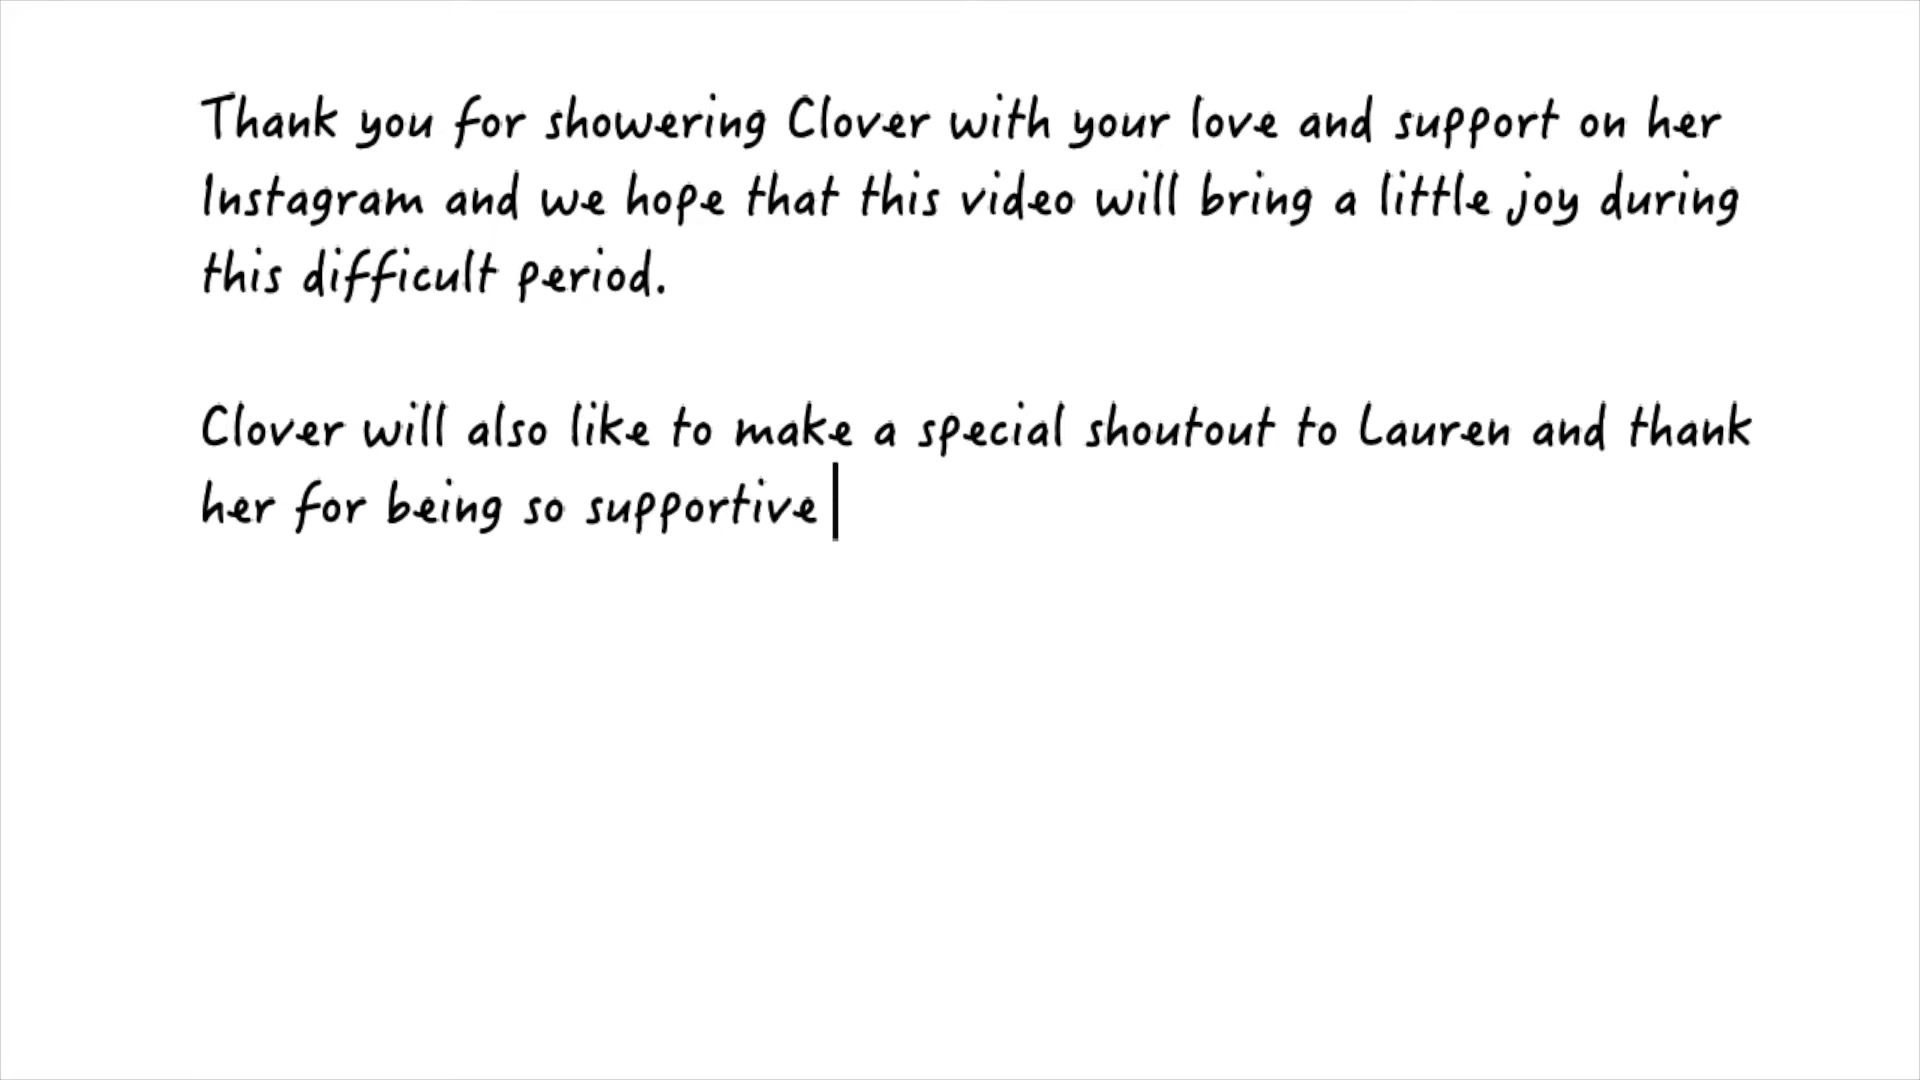 Thank you for showering Clover with your love and support on her
Instagram and we hope that this video will bring a little joy during
this difficult period.
Clover will also like to make a special shoutout to Lauren and thank
her for being so supportive